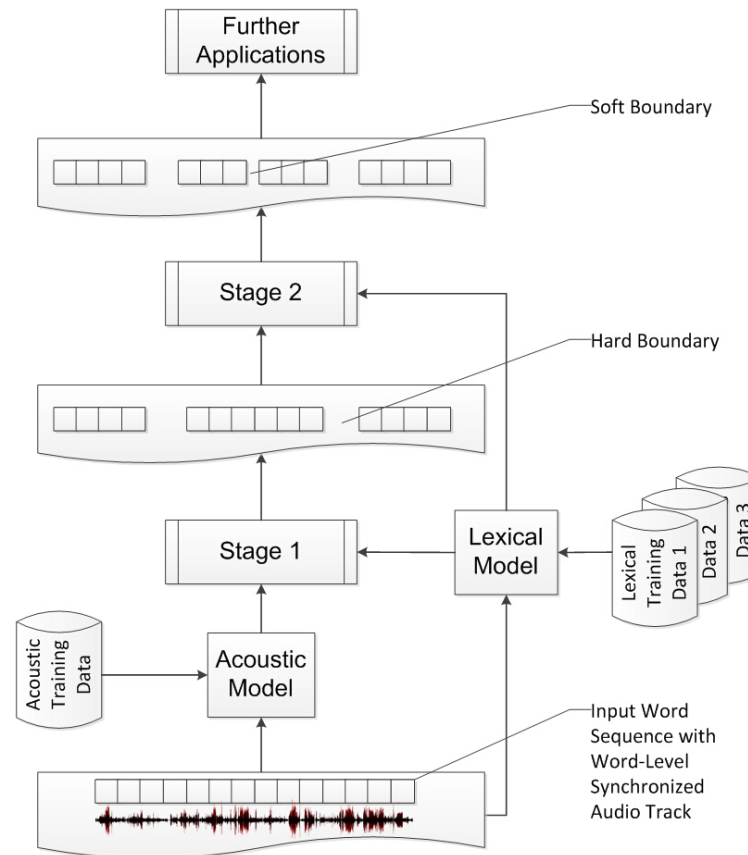 Further
Applications
Soft Boundary
Stage 2
Hard Boundary
Stage 1
Lexical
Model
Lexical
Training
Data 1
Data 2
Data 3
Acoustic
Training
Data
Acoustic
Model
Input Word
Sequence with
Word-Level
Synchronized
Audio Track